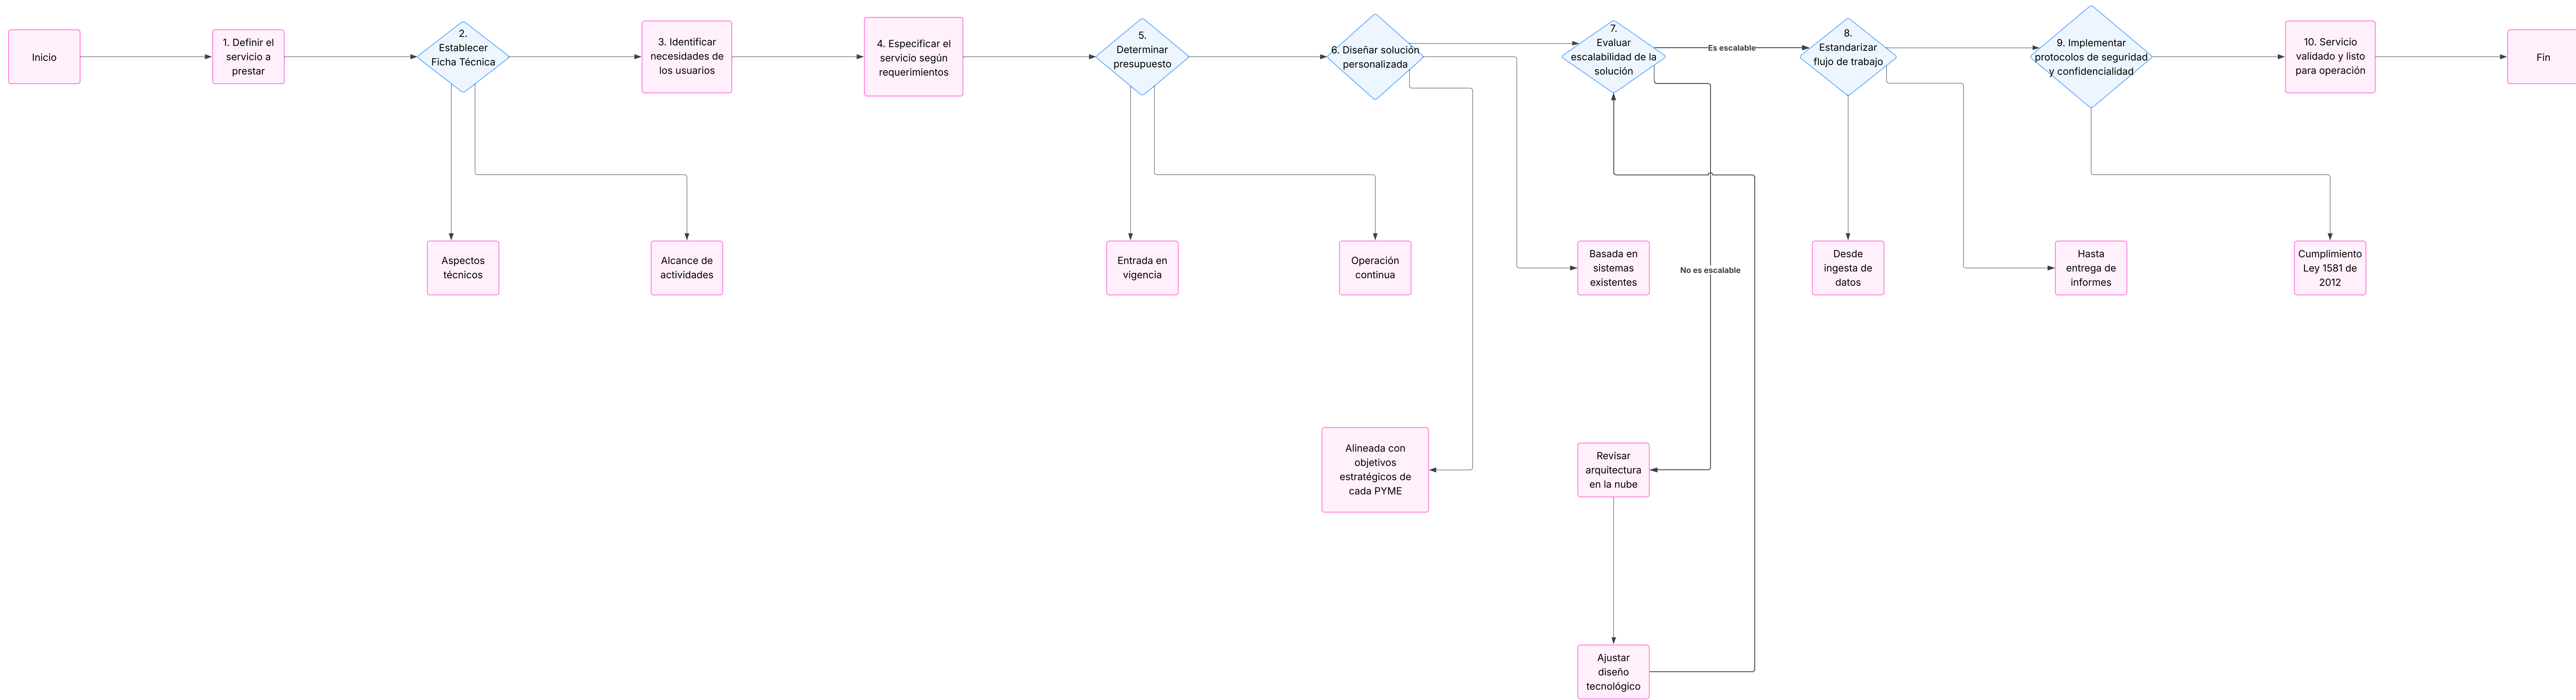 Inicio
1. Definir el
servicio a
prestar
2.
Establecer
Ficha Técnica
3. Identificar
necesidades de
los usuarios
4. Especificar el
servicio según
requerimientos
5.
Determinar
presupuesto
6. Diseñar solución
personalizada
7.
Evaluar
escalabilidad de la
solución
Es escalable
8.
Estandarizar
flujo de trabajo
9. Implementar
protocolos de seguridad
y confidencialidad
10. Servicio
validado y listo
para operación
Fin
Aspectos
técnicos
Alcance de
actividades
Entrada en
vigencia
Operación
continua
Basada en
sistemas
existentes
No es escalable
Desde
ingesta de
datos
Hasta
entrega de
informes
Cumplimiento
Ley 1581 de
2012
Alineada con
objetivos
estratégicos de
cada PYME
Revisar
arquitectura
en la nube
Ajustar
diseño
tecnológico